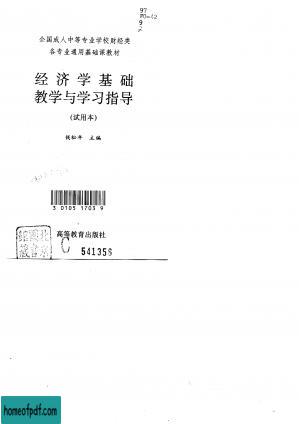 97
F0-42
9
全国成人中等专业学校财经类
各专业通用基础课教材
经济学基础
教学与学习指导
(试用本)
钱松年 主编
3 0105 1703 9
高等教育出版社
C 541356
homeofpdf.com